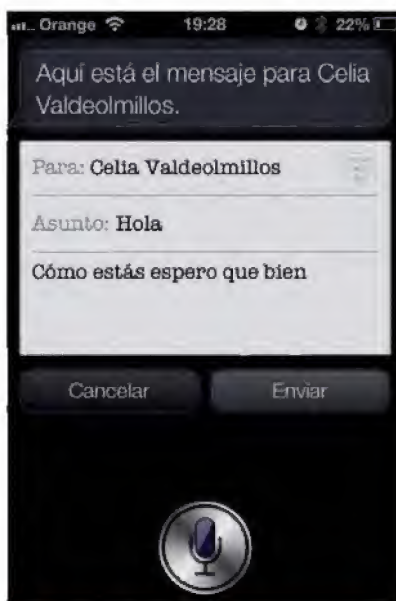 Orange 19:28 22%
Aquí está el mensaje para Celia
Valdeolmillos.
Para: Celia Valdeolmillos
Asunto: Hola
Cómo estás espero que bien
Cancelar Enviar